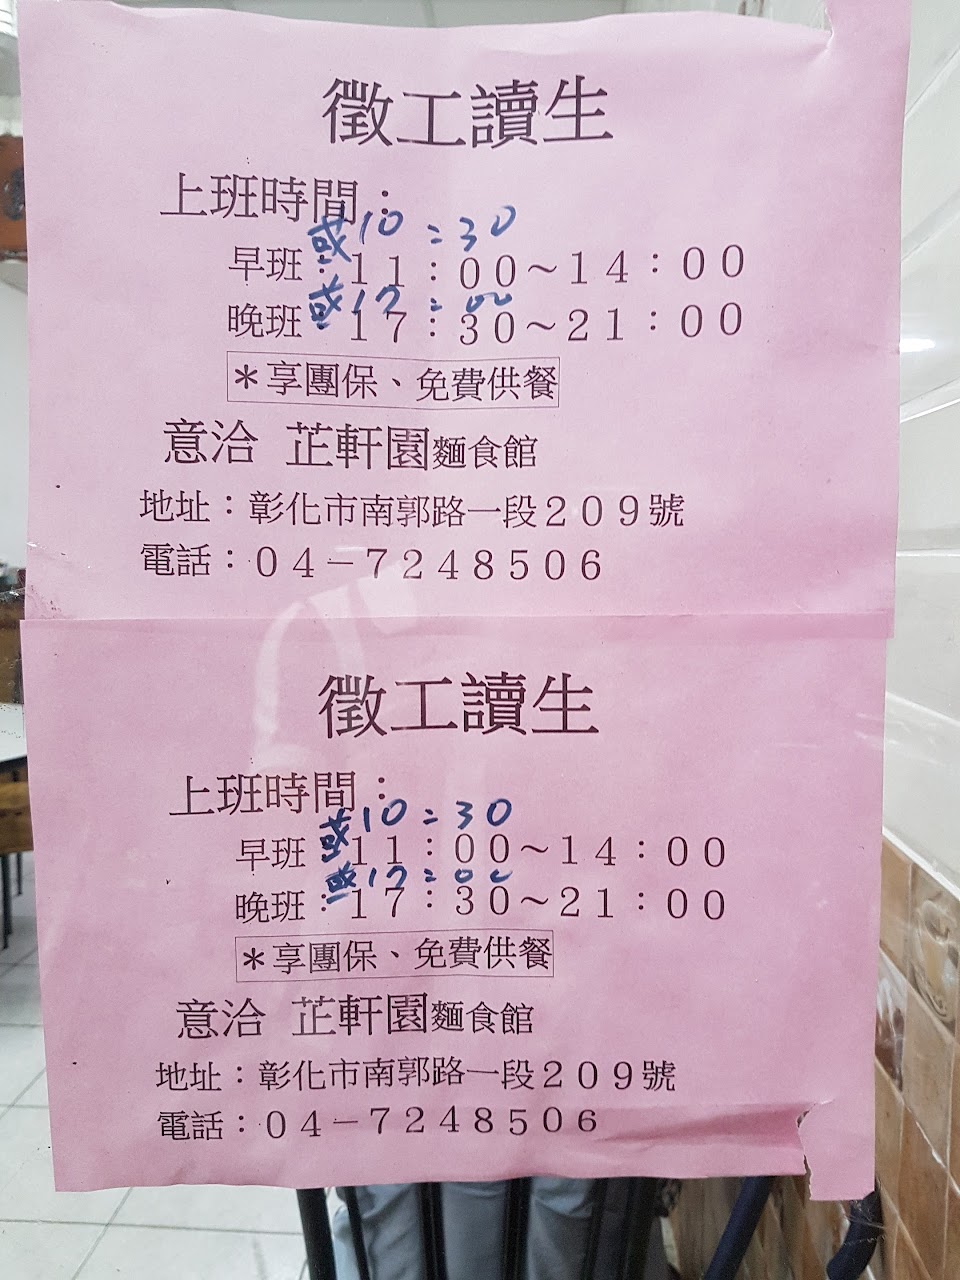 徵工讀生
上班時間：
或10：30
早班：11：00～14：00
或17：00
晚班：17：30～21：00
＊享團保、免費供餐
意洽 芷軒園麵食館
地址：彰化市南郭路一段209號
電話：04－7248506
徵工讀生
上班時間：
或10：30
早班：11：00～14：00
或17：00
晚班：17：30～21：00
＊享團保、免費供餐
意洽 芷軒園麵食館
地址：彰化市南郭路一段209號
電話：04－7248506